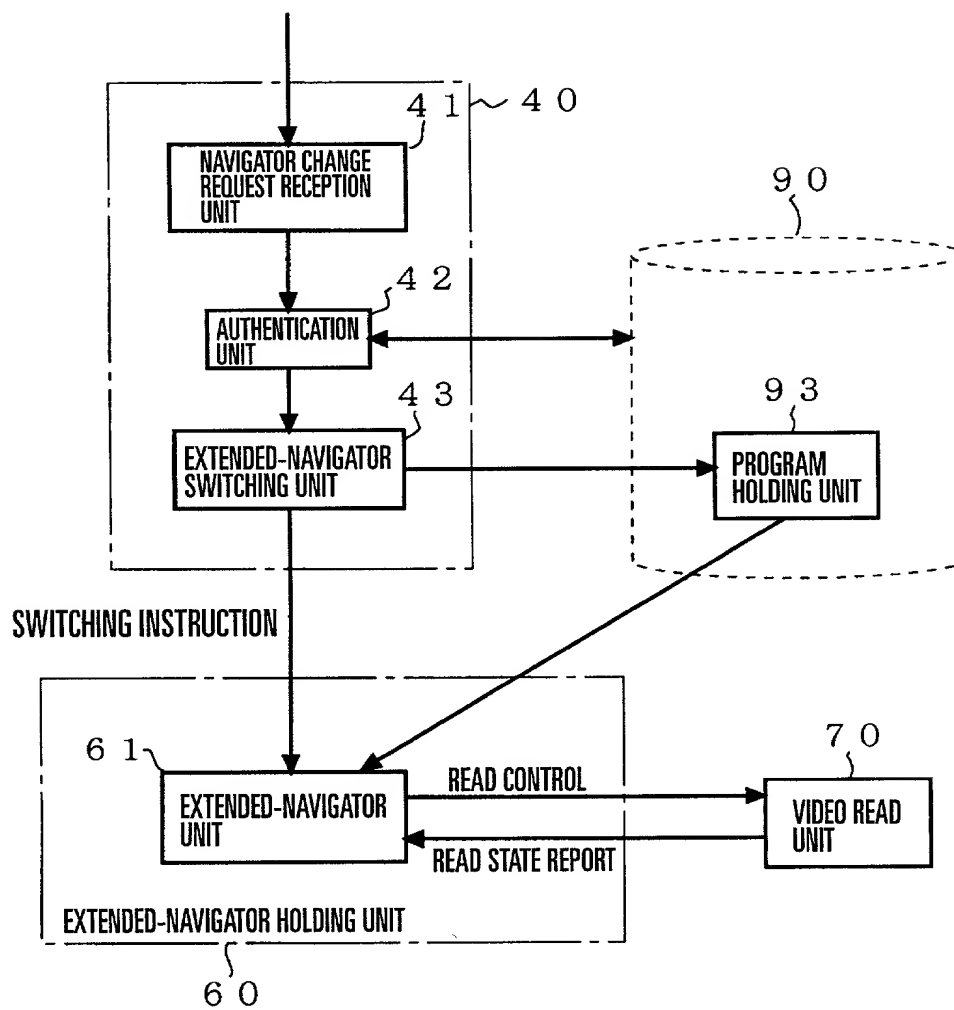 41
40
NAVIGATOR CHANGE
REQUEST RECEPTION
UNIT
90
42
AUTHENTICATION
UNIT
43
93
EXTENDED-NAVIGATOR
SWITCHING UNIT
PROGRAM
HOLDING UNIT
SWITCHING INSTRUCTION
61
70
EXTENDED-NAVIGATOR
UNIT
READ CONTROL
VIDEO READ
UNIT
READ STATE REPORT
EXTENDED-NAVIGATOR HOLDING UNIT
60